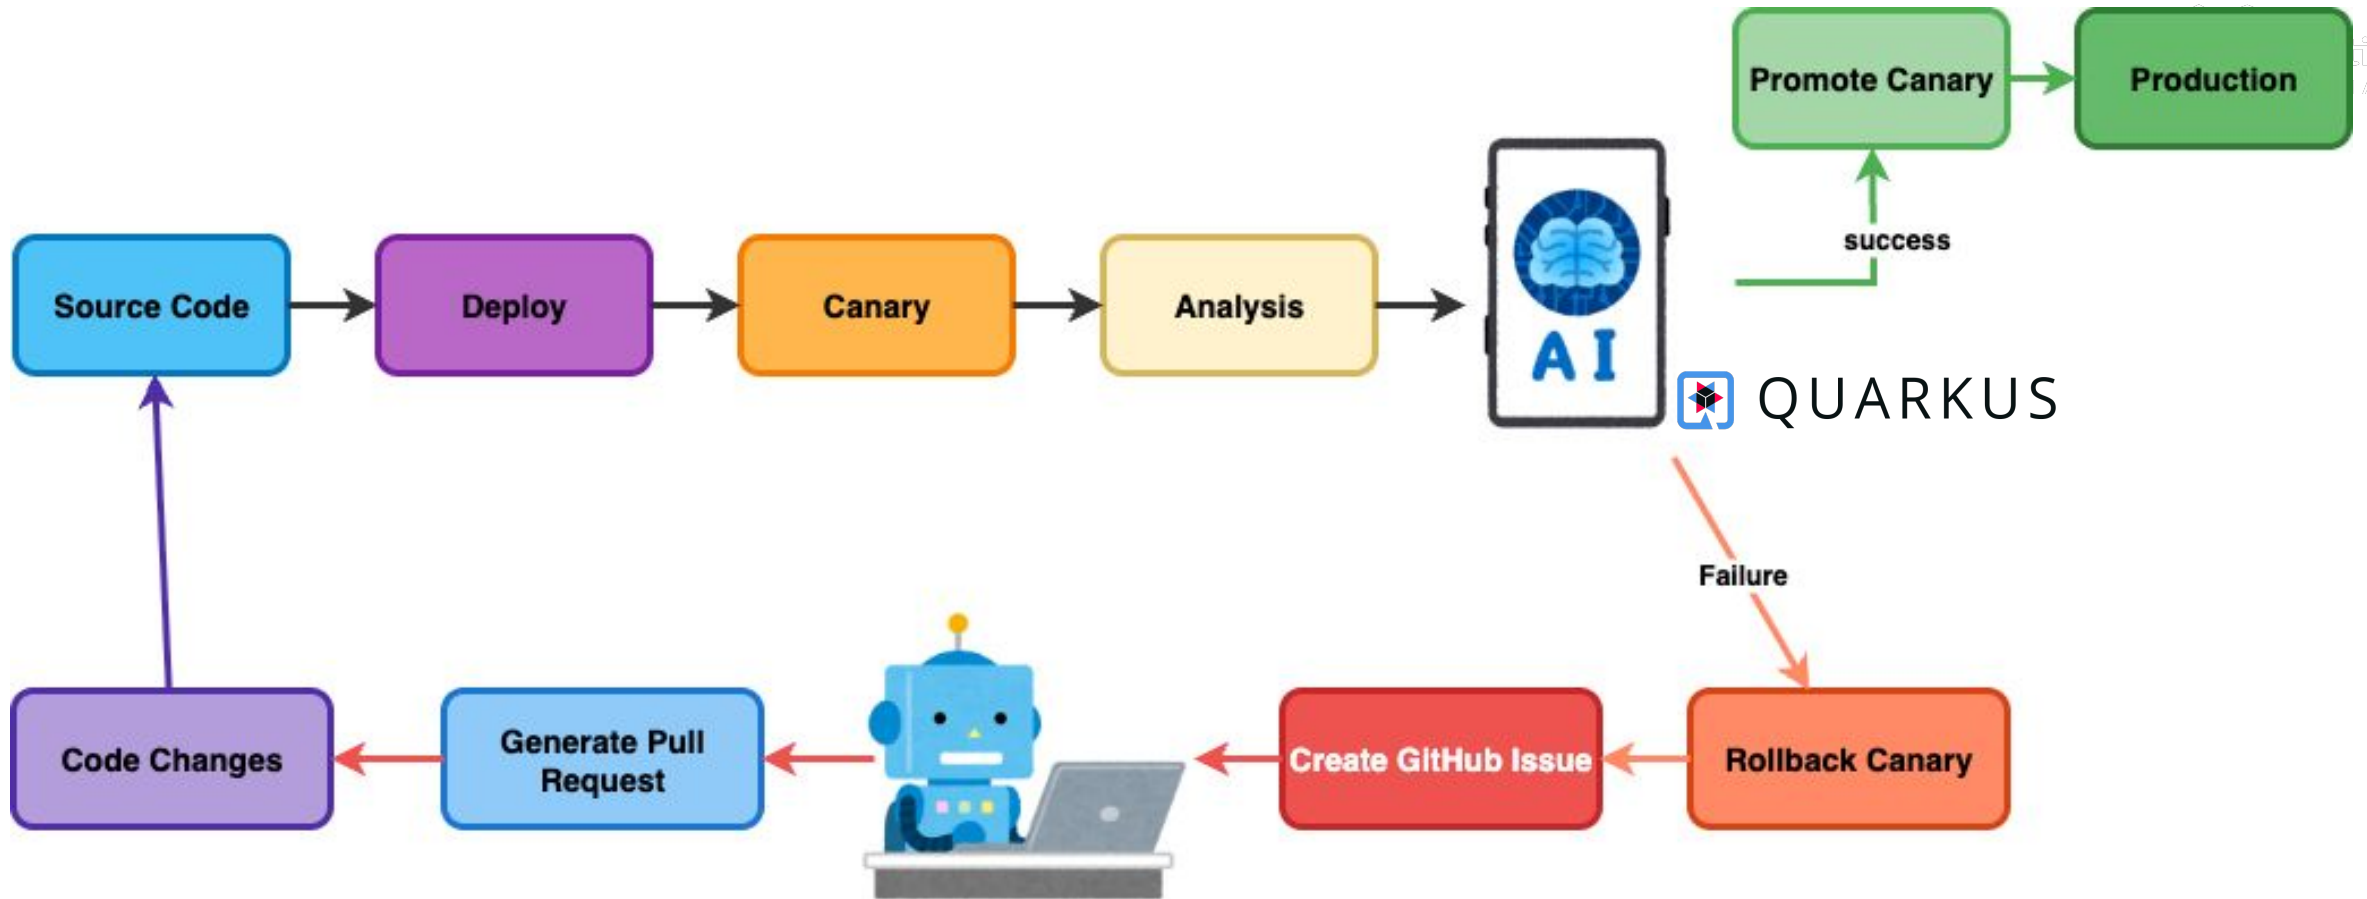 Promote Canary
Production
success
Source Code
Deploy
Canary
Analysis
AI
QUARKUS
Failure
Code Changes
Generate Pull
Request
Create GitHub Issue
Rollback Canary